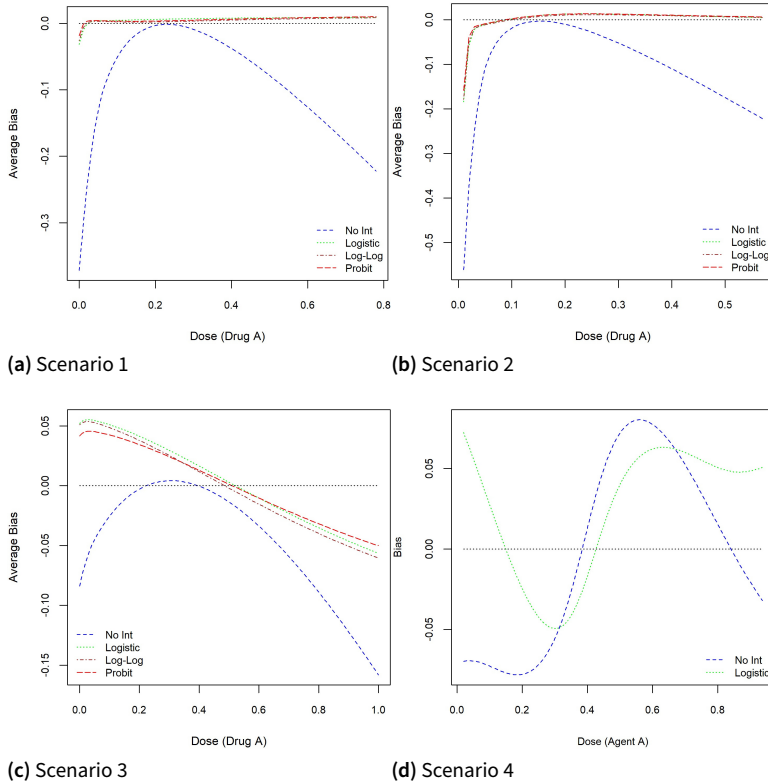 0.0
-0.1
-0.2
-0.3
Average Bias
0.0 0.2 0.4 0.6 0.8
Dose (Drug A)
No Int
Logistic
Log-Log
Probit
(a) Scenario 1
0.0
-0.1
-0.2
-0.3
-0.4
-0.5
Average Bias
0.0 0.1 0.2 0.3 0.4 0.5
Dose (Drug A)
No Int
Logistic
Log-Log
Probit
(b) Scenario 2
0.05
0.00
-0.05
-0.10
-0.15
Average Bias
0.0 0.2 0.4 0.6 0.8 1.0
Dose (Drug A)
No Int
Logistic
Log-Log
Probit
(c) Scenario 3
0.05
0.00
-0.05
Bias
0.0 0.2 0.4 0.6 0.8
Dose (Agent A)
No Int
Logistic
(d) Scenario 4